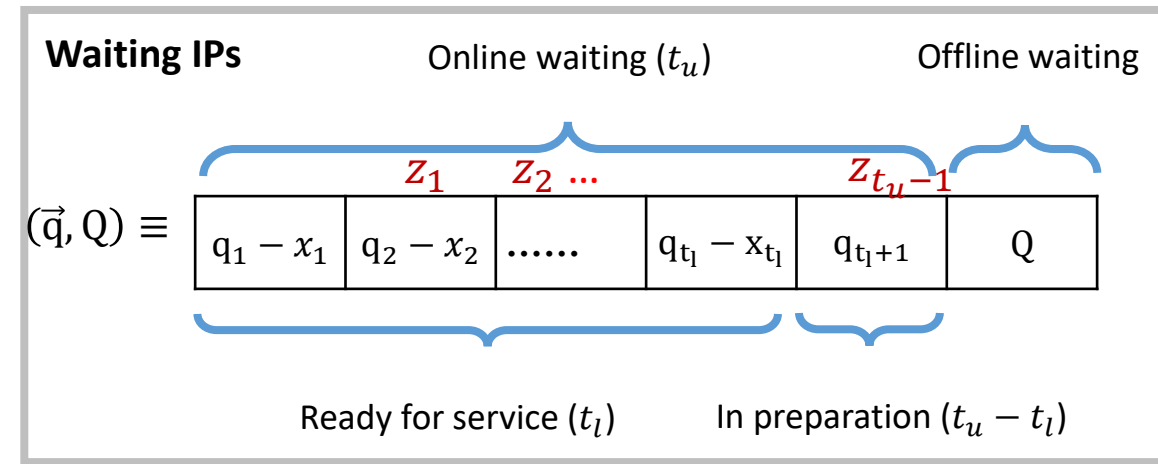 Waiting IPs
Online waiting (t_u)
Offline waiting
z_1 z_2 … z_{t_u−1}
(q⃗, Q) ≡
q_1 − x_1 q_2 − x_2 …… q_{t_l} − x_{t_l} q_{t_l+1} Q
Ready for service (t_l)
In preparation (t_u − t_l)